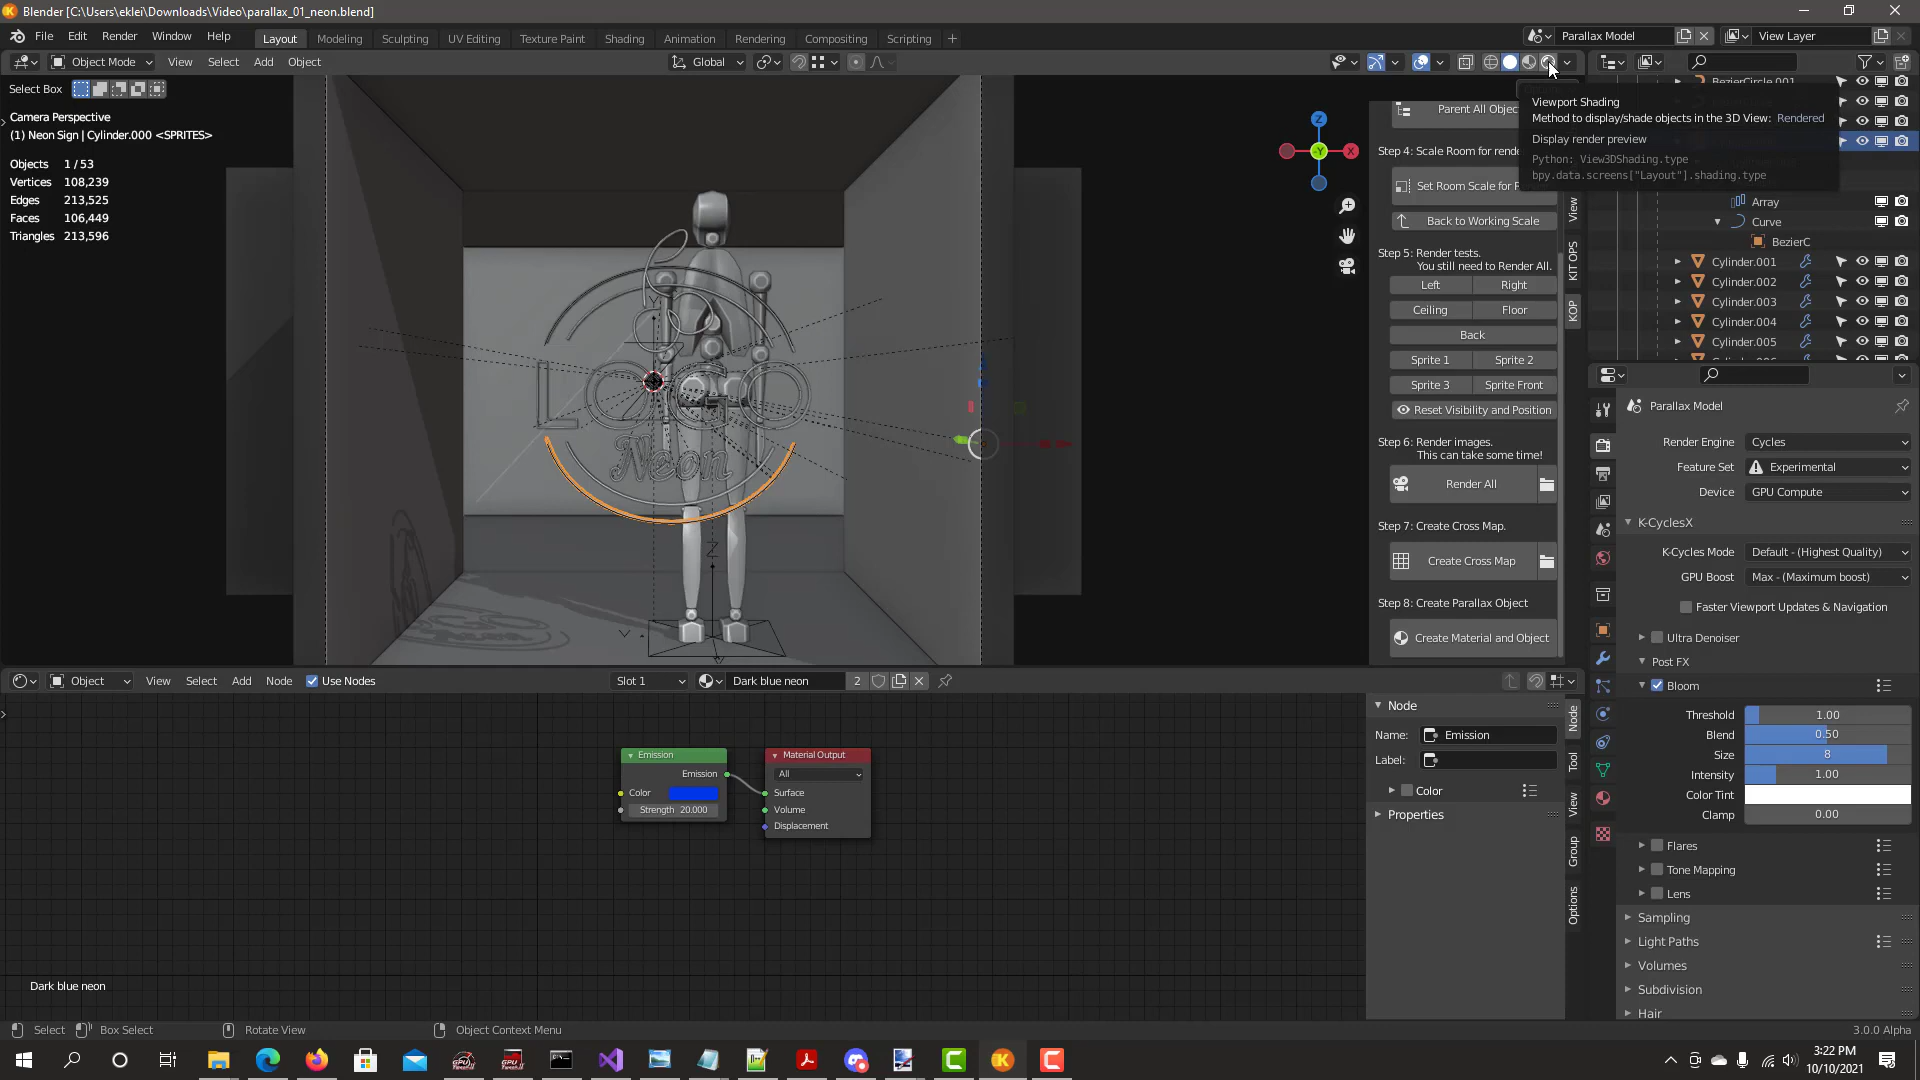 Blender [C:\Users\eklei\Downloads\Video\parallax_01_neon.blend]
File Edit Render Window Help Layout Modeling Sculpting UV Editing Texture Paint Shading Animation Rendering Compositing Scripting + Parallax Model View Layer
Object Mode View Select Add Object Global
Select Box
Camera Perspective
(1) Neon Sign | Cylinder.000 <SPRITES>
Objects 1 / 53
Vertices 108,239
Edges 213,525
Faces 106,449
Triangles 213,596
Neon
Z
X
-Y
Parent All Objec
Step 4: Scale Room for rende
Set Room Scale for
Back to Working Scale
Step 5: Render tests.
You still need to Render All.
Left Right
Ceiling Floor
Back
Sprite 1 Sprite 2
Sprite 3 Sprite Front
Reset Visibility and Position
Step 6: Render images.
This can take some time!
Render All
Step 7: Create Cross Map.
Create Cross Map
Step 8: Create Parallax Object
Create Material and Object
View
KIT OPS
KOP
Viewport Shading
Method to display/shade objects in the 3D View: Rendered
Display render preview
Python: View3DShading.type
bpy.data.screens["Layout"].shading.type
BezierCircle.001
Array
Curve
BezierC
Cylinder.001
Cylinder.002
Cylinder.003
Cylinder.004
Cylinder.005
Parallax Model
Render Engine Cycles
Feature Set Experimental
Device GPU Compute
K-CyclesX
K-Cycles Mode Default - (Highest Quality)
GPU Boost Max - (Maximum boost)
Faster Viewport Updates & Navigation
Ultra Denoiser
Post FX
Bloom
Threshold 1.00
Blend 0.50
Size 8
Intensity 1.00
Color Tint
Clamp 0.00
Flares
Tone Mapping
Lens
Sampling
Light Paths
Volumes
Subdivision
Hair
Object View Select Add Node Use Nodes Slot 1 Dark blue neon 2
Emission
Emission
Color
Strength 20.000
Material Output
All
Surface
Volume
Displacement
Node
Name: Emission
Label:
Color
Properties
Node
Tool
View
Group
Options
Dark blue neon
Select Box Select Rotate View Object Context Menu 3.0.0 Alpha
3:22 PM
10/10/2021